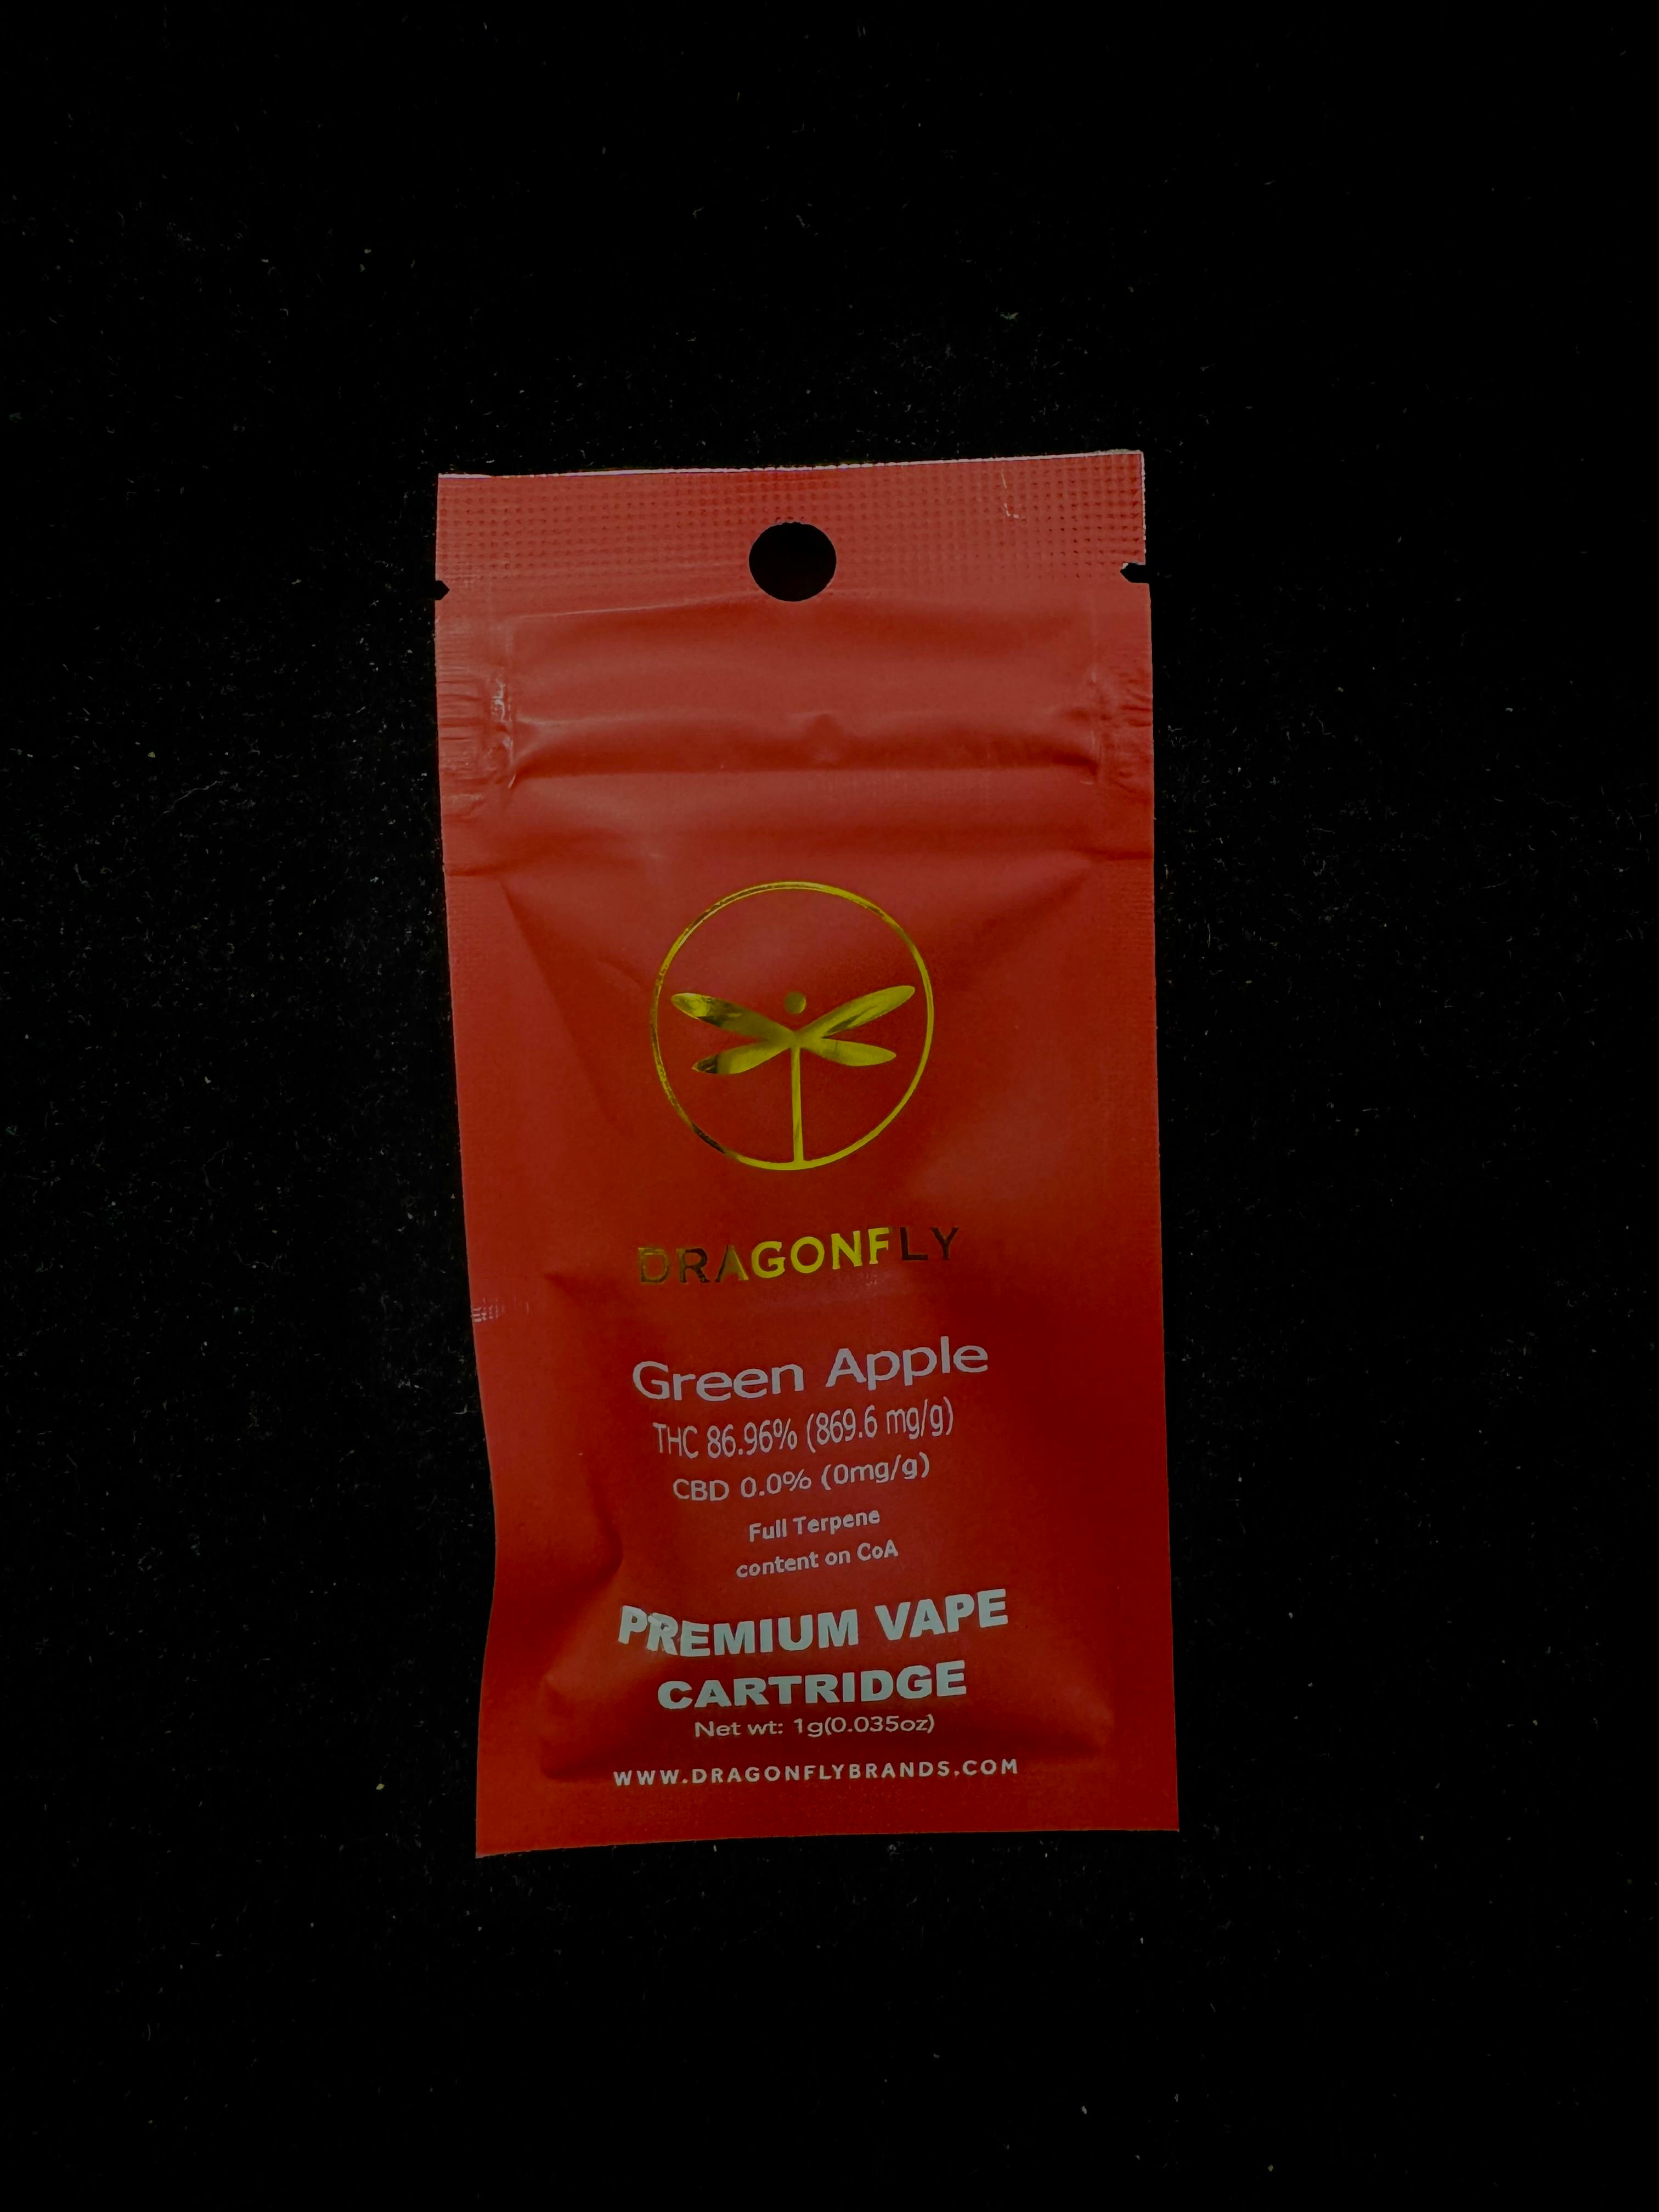 DRAGONFLY
Green Apple
THC 86.96% (869.6 mg/g)
CBD 0.0% (0mg/g)
Full Terpene
content on CoA
PREMIUM VAPE
CARTRIDGE
Net wt: 1g(0.035oz)
WWW.DRAGONFLYBRANDS.COM